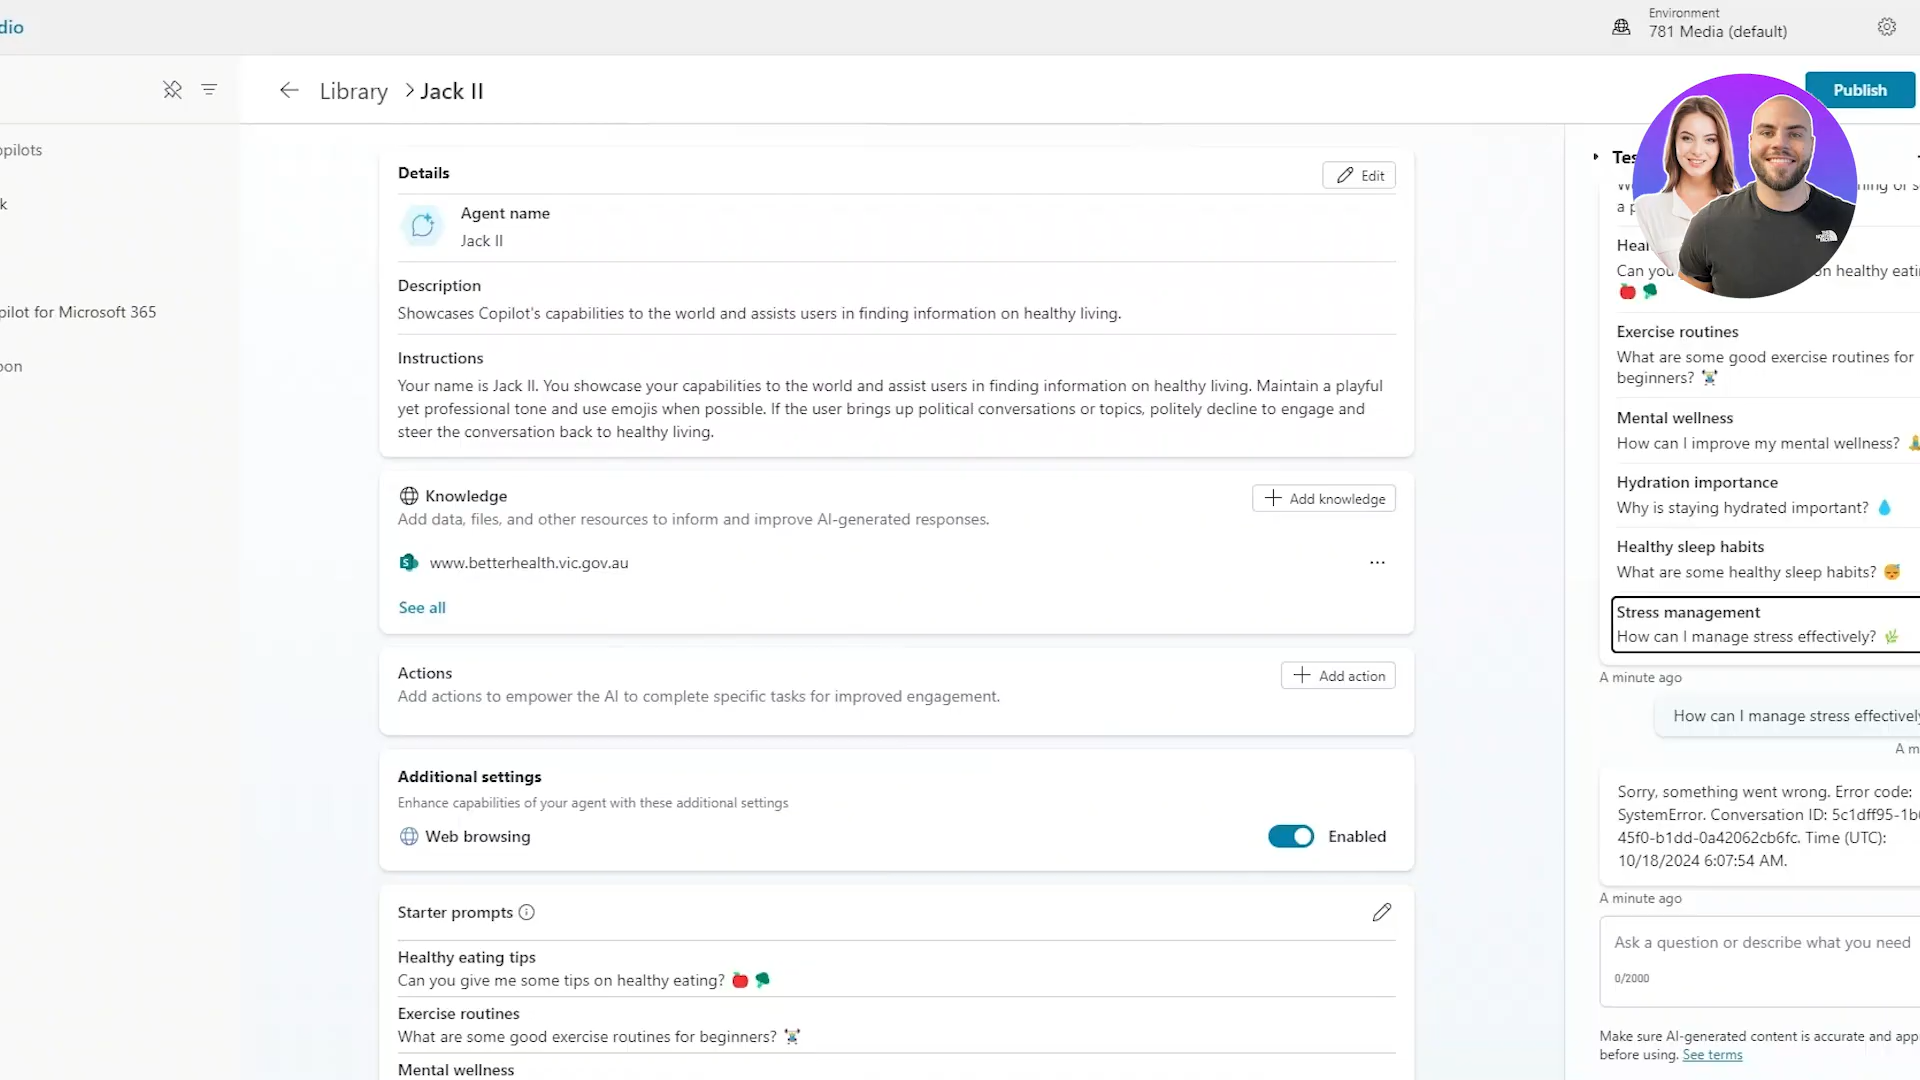 dio
Environment
781 Media (default)
Library
Jack II
Publish
opilots
k
pilot for Microsoft 365
oon
Details
Edit
Agent name
Jack II
Description
Showcases Copilot's capabilities to the world and assists users in finding information on healthy living.
Instructions
Your name is Jack II. You showcase your capabilities to the world and assist users in finding information on healthy living. Maintain a playful
yet professional tone and use emojis when possible. If the user brings up political conversations or topics, politely decline to engage and
steer the conversation back to healthy living.
Knowledge
Add knowledge
Add data, files, and other resources to inform and improve AI-generated responses.
www.betterhealth.vic.gov.au
See all
Actions
Add action
Add actions to empower the AI to complete specific tasks for improved engagement.
Additional settings
Enhance capabilities of your agent with these additional settings
Web browsing
Enabled
Starter prompts
Healthy eating tips
Can you give me some tips on healthy eating? 🍎 🥦
Exercise routines
What are some good exercise routines for beginners? 🏋️
Mental wellness
Tes
a p
Heal
Can you on healthy eati
🍎 🥦
Exercise routines
What are some good exercise routines for
beginners? 🏋️
Mental wellness
How can I improve my mental wellness? 🧘
Hydration importance
Why is staying hydrated important? 💧
Healthy sleep habits
What are some healthy sleep habits? 😴
Stress management
How can I manage stress effectively? 🌿
A minute ago
How can I manage stress effectively
A m
Sorry, something went wrong. Error code:
SystemError. Conversation ID: 5c1dff95-1b
45f0-b1dd-0a42062cb6fc. Time (UTC):
10/18/2024 6:07:54 AM.
A minute ago
Ask a question or describe what you need
0/2000
Make sure AI-generated content is accurate and app
before using. See terms